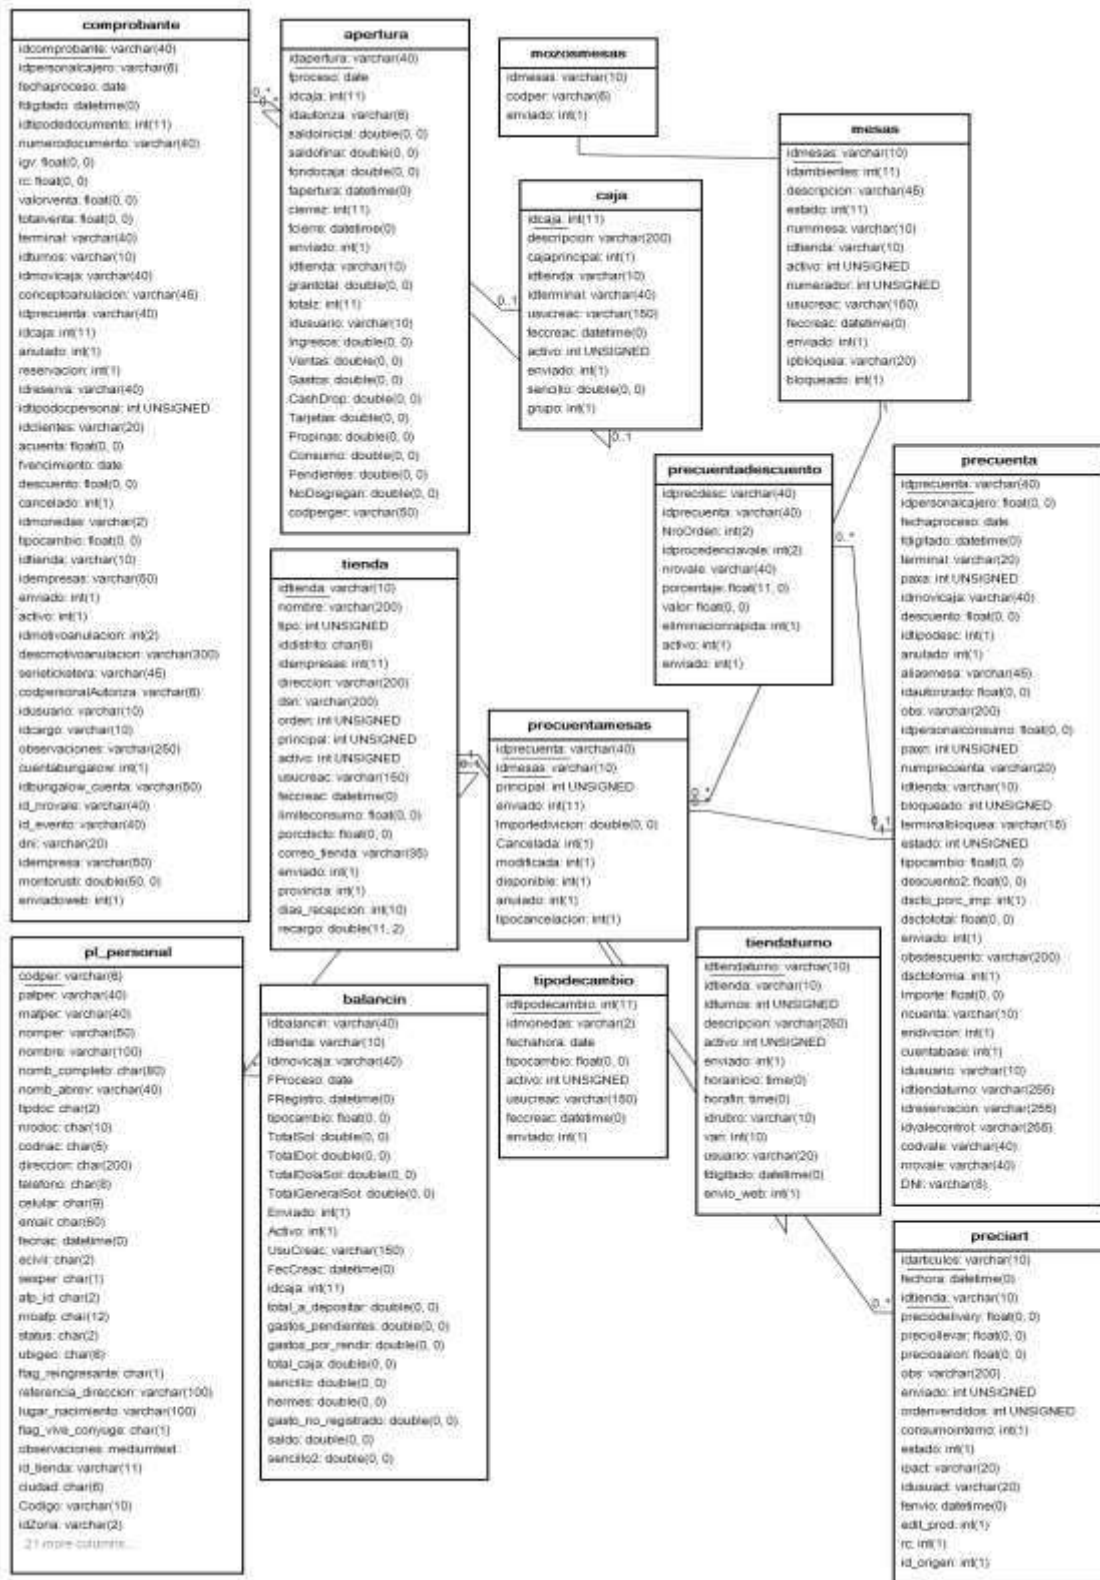 comprobante
idcomprobante: varchar(40)
idpersonalcajero: varchar(6)
fechaproceso: date
fdigitado: datetime(0)
idtipodedocumento: int(11)
numerodocumento: varchar(40)
igv: float(0, 0)
rc: float(0, 0)
valorventa: float(0, 0)
totalventa: float(0, 0)
terminal: varchar(40)
idturnos: varchar(10)
idmovicaja: varchar(40)
conceptoanulacion: varchar(45)
idprecuenta: varchar(40)
idcaja: int(11)
anulado: int(1)
reservacion: int(1)
idreserva: varchar(40)
idtipodocpersonal: int UNSIGNED
idclientes: varchar(20)
acuenta: float(0, 0)
fvencimiento: date
descuento: float(0, 0)
cancelado: int(1)
idmonedas: varchar(2)
tipocambio: float(0, 0)
idtienda: varchar(10)
idempresas: varchar(50)
enviado: int(1)
activo: int(1)
idmotivoanulacion: int(2)
descmotivoanulacion: varchar(300)
serieticketera: varchar(45)
codpersonalAutoriza: varchar(6)
idusuario: varchar(10)
idcargo: varchar(10)
observaciones: varchar(250)
cuentabungalow: int(1)
idbungalow_cuenta: varchar(50)
id_nrovale: varchar(40)
id_evento: varchar(40)
dni: varchar(20)
idempresa: varchar(50)
montorusti: double(50, 0)
enviadoweb: int(1)
0..*
apertura
idapertura: varchar(40)
fproceso: date
idcaja: int(11)
idautoriza: varchar(6)
saldoinicial: double(0, 0)
saldofinal: double(0, 0)
fondocaja: double(0, 0)
fapertura: datetime(0)
cierrez: int(11)
fcierre: datetime(0)
enviado: int(1)
idtienda: varchar(10)
grantotal: double(0, 0)
totalz: int(11)
idusuario: varchar(10)
Ingresos: double(0, 0)
Ventas: double(0, 0)
Gastos: double(0, 0)
CashDrop: double(0, 0)
Tarjetas: double(0, 0)
Propinas: double(0, 0)
Consumo: double(0, 0)
Pendientes: double(0, 0)
NoDisgregan: double(0, 0)
codperger: varchar(50)
mozosmesas
idmesas: varchar(10)
codper: varchar(6)
enviado: int(1)
mesas
idmesas: varchar(10)
idambientes: int(11)
descripcion: varchar(45)
estado: int(11)
nummesa: varchar(10)
idtienda: varchar(10)
activo: int UNSIGNED
numerador: int UNSIGNED
usucreac: varchar(150)
feccreac: datetime(0)
enviado: int(1)
ipbloquea: varchar(20)
bloqueado: int(1)
1
caja
idcaja: int(11)
descripcion: varchar(200)
cajaprincipal: int(1)
idtienda: varchar(10)
idterminal: varchar(40)
usucreac: varchar(150)
feccreac: datetime(0)
activo: int UNSIGNED
enviado: int(1)
sencillo: double(0, 0)
grupo: int(1)
0..1
0..1
precuentadescuento
idprecdesc: varchar(40)
idprecuenta: varchar(40)
NroOrden: int(2)
idprocedenciavale: int(2)
nrovale: varchar(40)
porcentaje: float(11, 0)
valor: float(0, 0)
eliminacionrapida: int(1)
activo: int(1)
enviado: int(1)
0..*
precuenta
idprecuenta: varchar(40)
idpersonalcajero: float(0, 0)
fechaproceso: date
fdigitado: datetime(0)
terminal: varchar(20)
paxa: int UNSIGNED
idmovicaja: varchar(40)
descuento: float(0, 0)
idtipodesc: int(1)
anulado: int(1)
aliasmesa: varchar(45)
idautorizado: float(0, 0)
obs: varchar(200)
idpersonalconsumo: float(0, 0)
paxn: int UNSIGNED
numprecuenta: varchar(20)
idtienda: varchar(10)
bloqueado: int UNSIGNED
terminalbloquea: varchar(15)
estado: int UNSIGNED
tipocambio: float(0, 0)
descuento2: float(0, 0)
dscto_porc_imp: int(1)
dsctototal: float(0, 0)
enviado: int(1)
obsdescuento: varchar(200)
dsctoforma: int(1)
Importe: float(0, 0)
ncuenta: varchar(10)
endivicion: int(1)
cuentabase: int(1)
idusuario: varchar(10)
idtiendaturno: varchar(255)
idreservacion: varchar(255)
idvalecontrol: varchar(255)
codvale: varchar(40)
nrovale: varchar(40)
DNI: varchar(8)
tienda
idtienda: varchar(10)
nombre: varchar(200)
tipo: int UNSIGNED
iddistrito: char(6)
idempresas: int(11)
direccion: varchar(200)
dsn: varchar(200)
orden: int UNSIGNED
principal: int UNSIGNED
activo: int UNSIGNED
usucreac: varchar(150)
feccreac: datetime(0)
limiteconsumo: float(0, 0)
porcdscto: float(0, 0)
correo_tienda: varchar(35)
enviado: int(1)
provincia: int(1)
dias_recepcion: int(10)
recargo: double(11, 2)
precuentamesas
idprecuenta: varchar(40)
idmesas: varchar(10)
principal: int UNSIGNED
enviado: int(11)
Importedivicion: double(0, 0)
Cancelada: int(1)
modificada: int(1)
disponible: int(1)
anulado: int(1)
tipocancelacion: int(1)
0..*
tiendaturno
idtiendaturno: varchar(10)
idtienda: varchar(10)
idturnos: int UNSIGNED
descripcion: varchar(250)
activo: int UNSIGNED
enviado: int(1)
horainicio: time(0)
horafin: time(0)
idrubro: varchar(10)
van: int(10)
usuario: varchar(20)
fdigitado: datetime(0)
envio_web: int(1)
pl_personal
codper: varchar(6)
patper: varchar(40)
matper: varchar(40)
nomper: varchar(50)
nombre: varchar(100)
nomb_completo: char(80)
nomb_abrev: varchar(40)
tipdoc: char(2)
nrodoc: char(10)
codnac: char(5)
direccion: char(200)
telefono: char(8)
celular: char(9)
email: char(60)
fecnac: datetime(0)
ecivil: char(2)
sexper: char(1)
afp_id: char(2)
nroafp: char(12)
status: char(2)
ubigeo: char(6)
flag_reingresante: char(1)
referencia_direccion: varchar(100)
lugar_nacimiento: varchar(100)
flag_vive_conyuge: char(1)
observaciones: mediumtext
id_tienda: varchar(11)
ciudad: char(6)
Codigo: varchar(10)
idZona: varchar(2)
21 more columns...
balancin
idbalancin: varchar(40)
idtienda: varchar(10)
idmovicaja: varchar(40)
FProceso: date
FRegistro: datetime(0)
tipocambio: float(0, 0)
TotalSol: double(0, 0)
TotalDol: double(0, 0)
TotalDolaSol: double(0, 0)
TotalGeneralSol: double(0, 0)
Enviado: int(1)
Activo: int(1)
UsuCreac: varchar(150)
FecCreac: datetime(0)
idcaja: int(11)
total_a_depositar: double(0, 0)
gastos_pendientes: double(0, 0)
gastos_por_rendir: double(0, 0)
total_caja: double(0, 0)
sencillo: double(0, 0)
hermes: double(0, 0)
gasto_no_registrado: double(0, 0)
saldo: double(0, 0)
sencillo2: double(0, 0)
tipodecambio
idtipodecambio: int(11)
idmonedas: varchar(2)
fechahora: date
tipocambio: float(0, 0)
activo: int UNSIGNED
usucreac: varchar(150)
feccreac: datetime(0)
enviado: int(1)
preciart
idarticulos: varchar(10)
fechora: datetime(0)
idtienda: varchar(10)
preciodelivery: float(0, 0)
preciollevar: float(0, 0)
preciosalon: float(0, 0)
obs: varchar(200)
enviado: int UNSIGNED
ordenvendidos: int UNSIGNED
consumointerno: int(1)
estado: int(1)
ipact: varchar(20)
idusuact: varchar(20)
fenvio: datetime(0)
edit_prod: int(1)
rc: int(1)
id_origen: int(1)
0..*